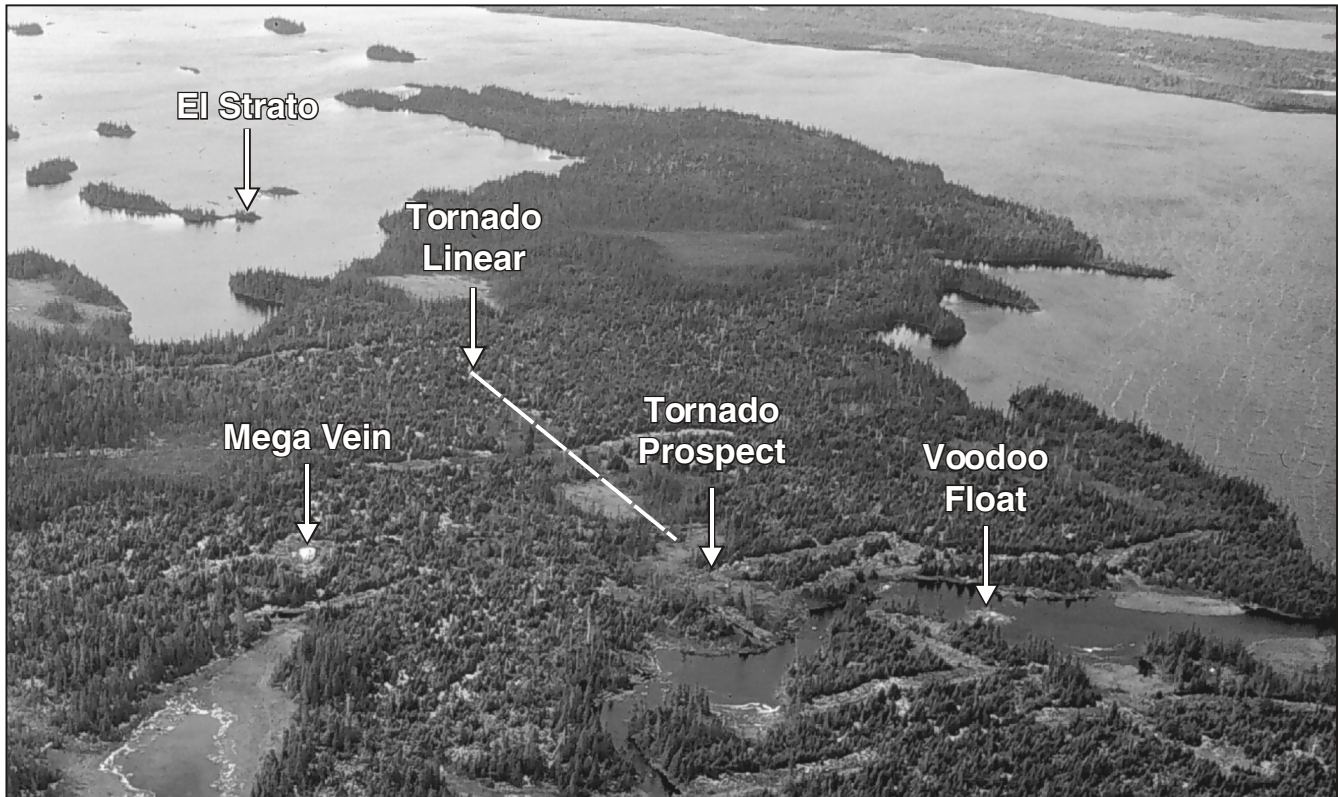 El Strato
Tornado
Linear
Tornado
Prospect
Mega Vein
Voodoo
Float